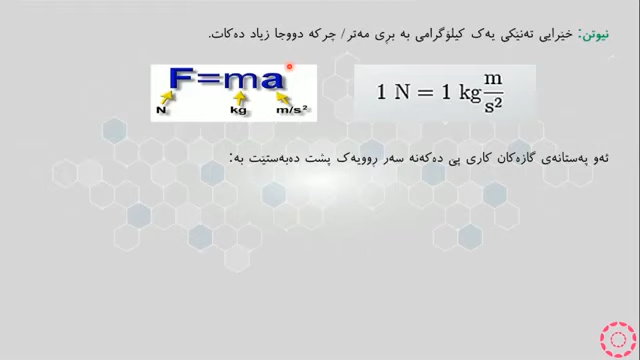 نیوتن: خێرایی تەنێکی یەک کیلۆگرامی بە بڕی مەتر/ چرکە دووجا زیاد دەکات.
F=ma
N kg m/s²
1 N = 1 kg m/s²
ئەو پەستانەی گازەکان کاری پێ دەکەنە سەر ڕوویەک پشت دەبەستێت بە: